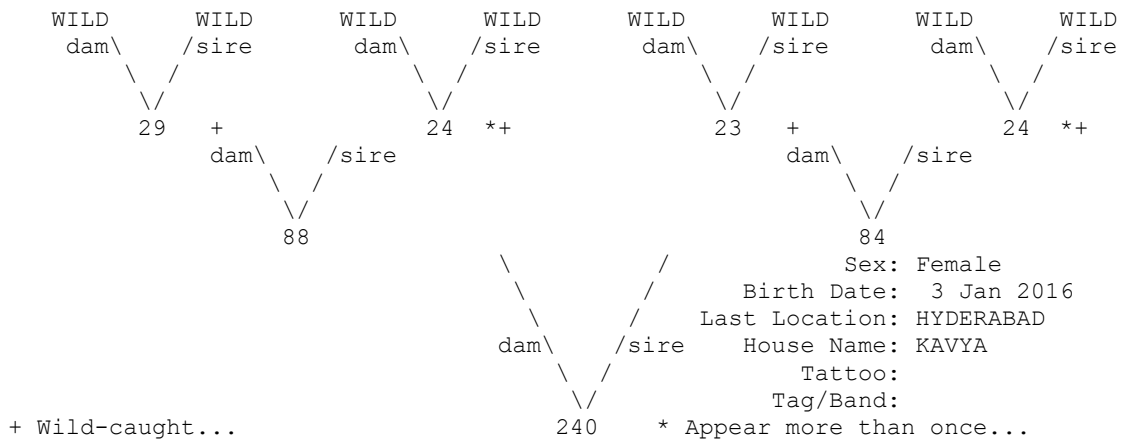 WILD WILD WILD WILD WILD WILD WILD WILD
dam\ /sire dam\ /sire dam\ /sire dam\ /sire
\ / \ / \ / \ /
\/ \/ \/ \/
29 + 24 *+ 23 + 24 *+
dam\ /sire dam\ /sire
\ / \ /
\/ \/
88 84
\ / Sex: Female
\ / Birth Date: 3 Jan 2016
\ / Last Location: HYDERABAD
dam\ /sire House Name: KAVYA
\ / Tattoo:
\/ Tag/Band:
+ Wild-caught... 240 * Appear more than once...